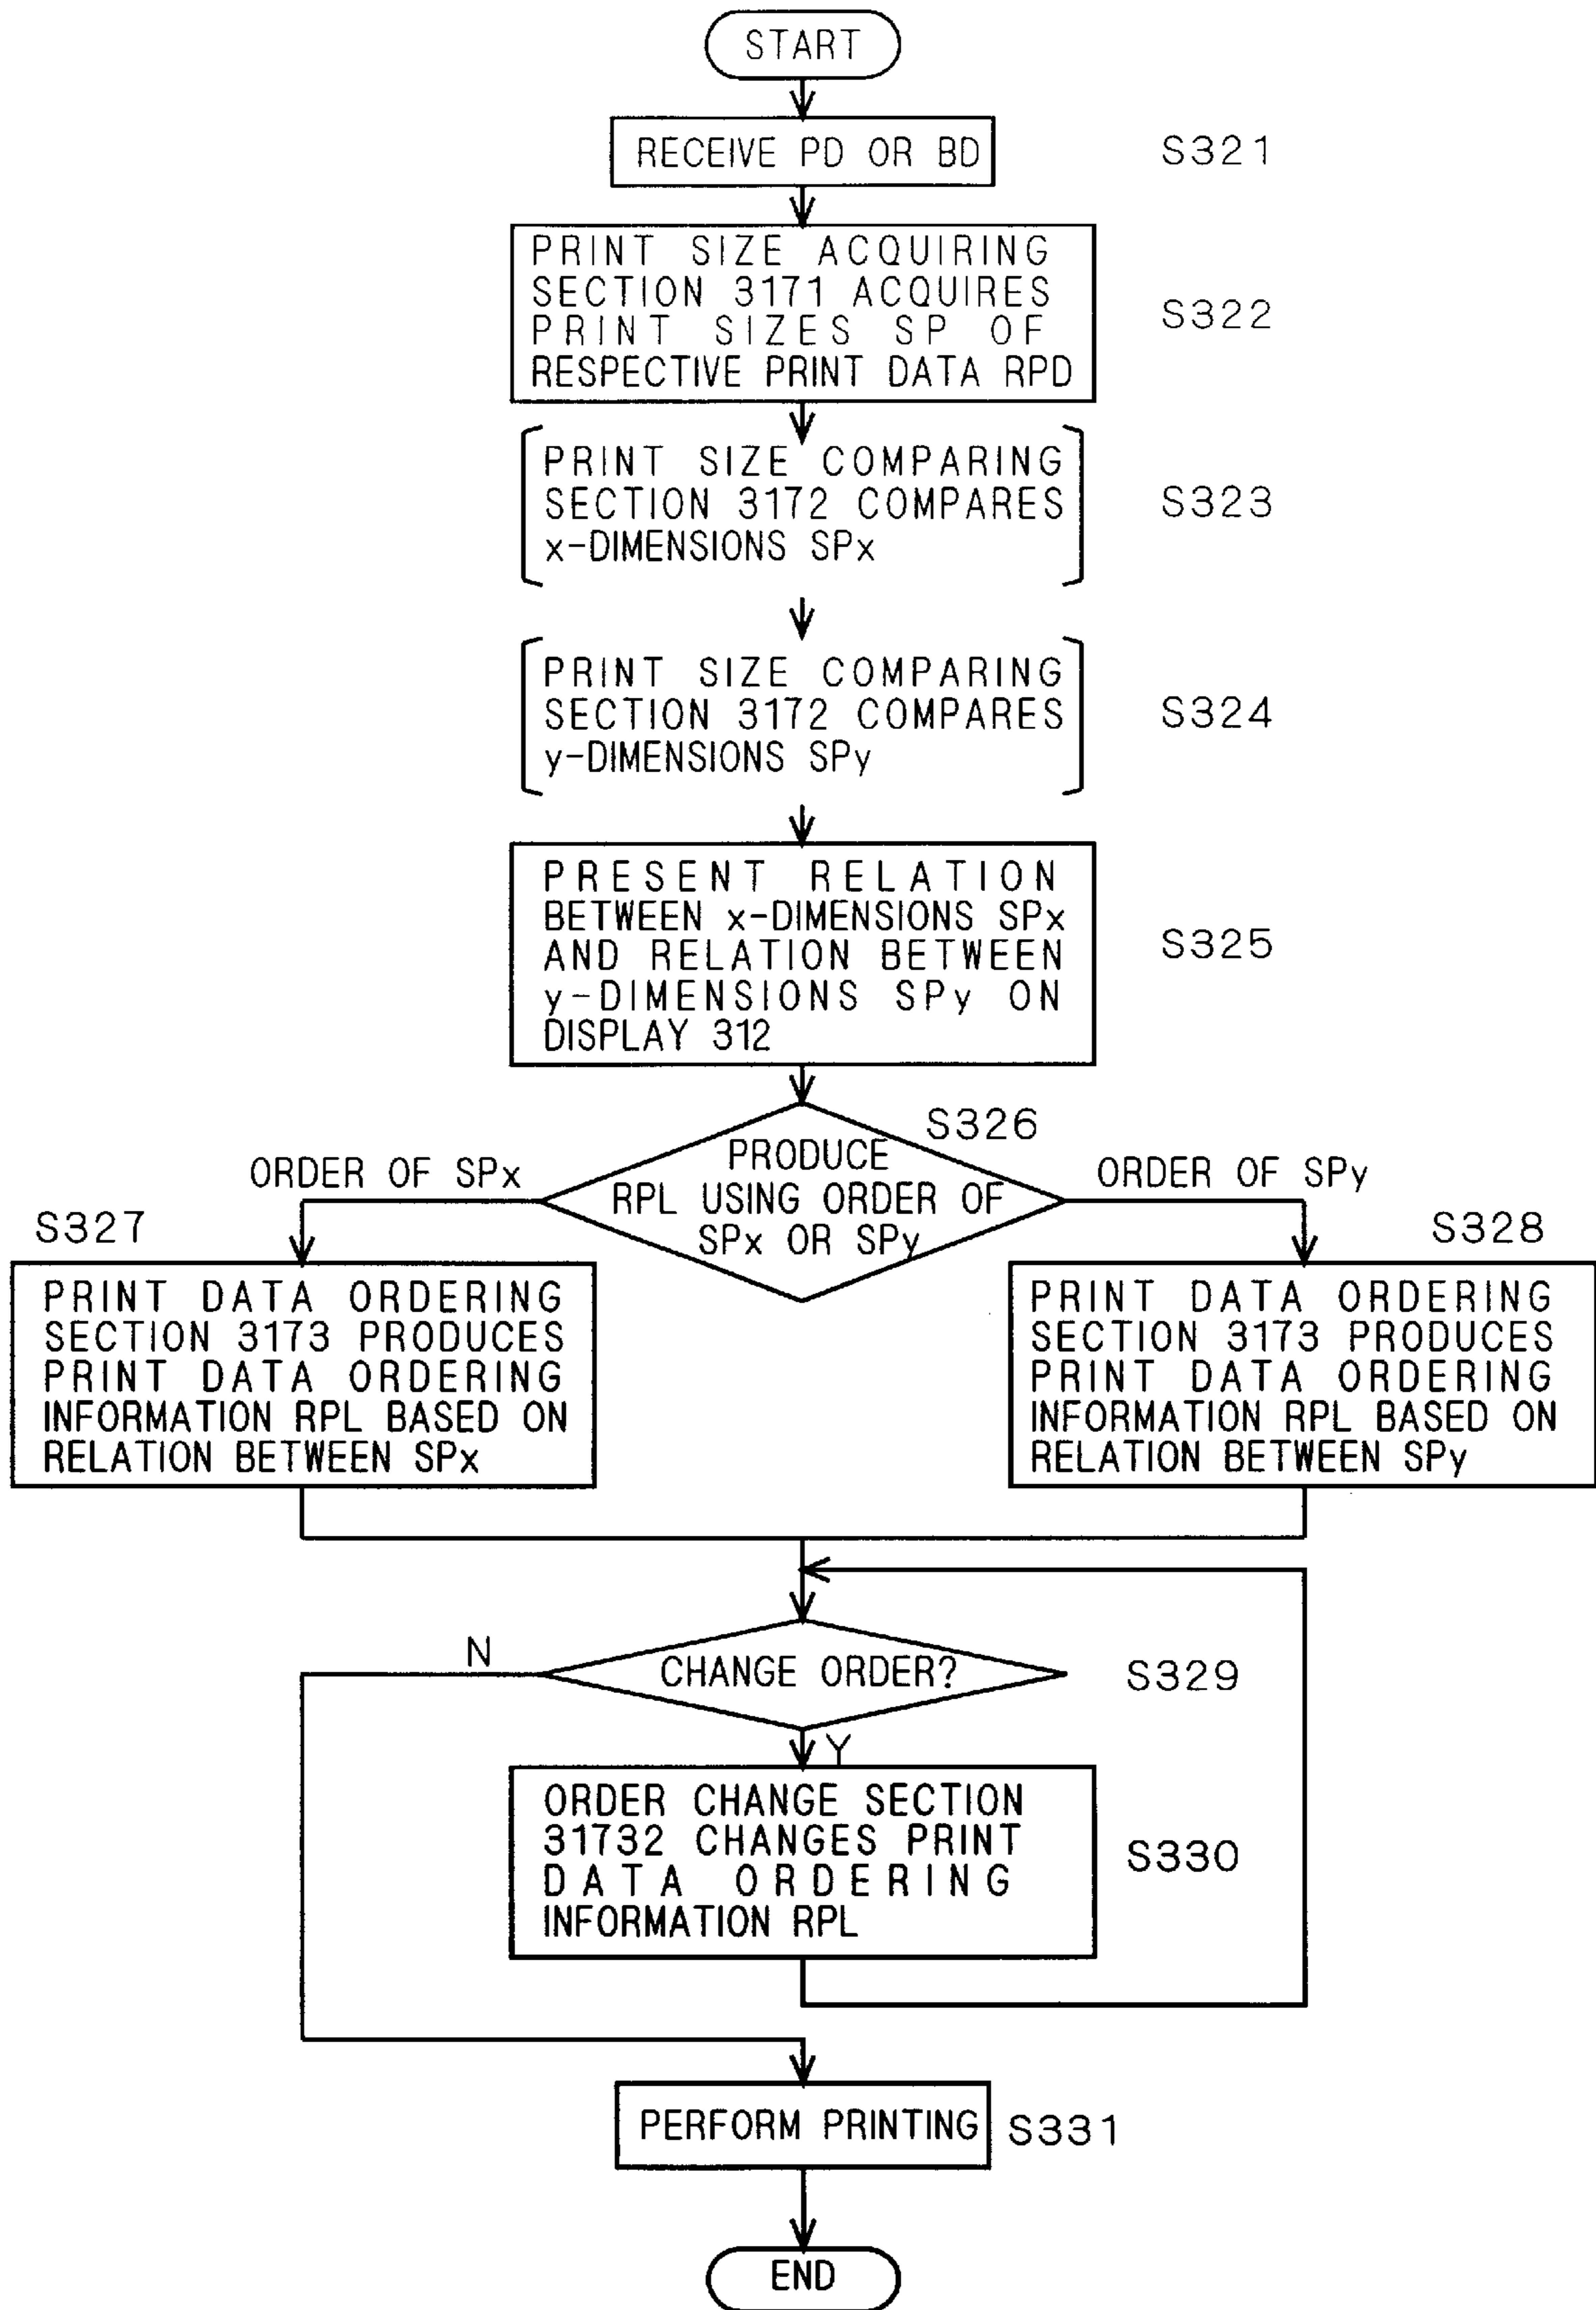 START
RECEIVE PD OR BD
S321
PRINT SIZE ACQUIRING
SECTION 3171 ACQUIRES
PRINT SIZES SP OF
RESPECTIVE PRINT DATA RPD
S322
PRINT SIZE COMPARING
SECTION 3172 COMPARES
x-DIMENSIONS SPx
S323
PRINT SIZE COMPARING
SECTION 3172 COMPARES
y-DIMENSIONS SPy
S324
PRESENT RELATION
BETWEEN x-DIMENSIONS SPx
AND RELATION BETWEEN
y-DIMENSIONS SPy ON
DISPLAY 312
S325
S326
PRODUCE
RPL USING ORDER OF
SPx OR SPy
ORDER OF SPx
ORDER OF SPy
S327
PRINT DATA ORDERING
SECTION 3173 PRODUCES
PRINT DATA ORDERING
INFORMATION RPL BASED ON
RELATION BETWEEN SPx
S328
PRINT DATA ORDERING
SECTION 3173 PRODUCES
PRINT DATA ORDERING
INFORMATION RPL BASED ON
RELATION BETWEEN SPy
N
CHANGE ORDER?
S329
Y
ORDER CHANGE SECTION
31732 CHANGES PRINT
DATA ORDERING
INFORMATION RPL
S330
PERFORM PRINTING
S331
END